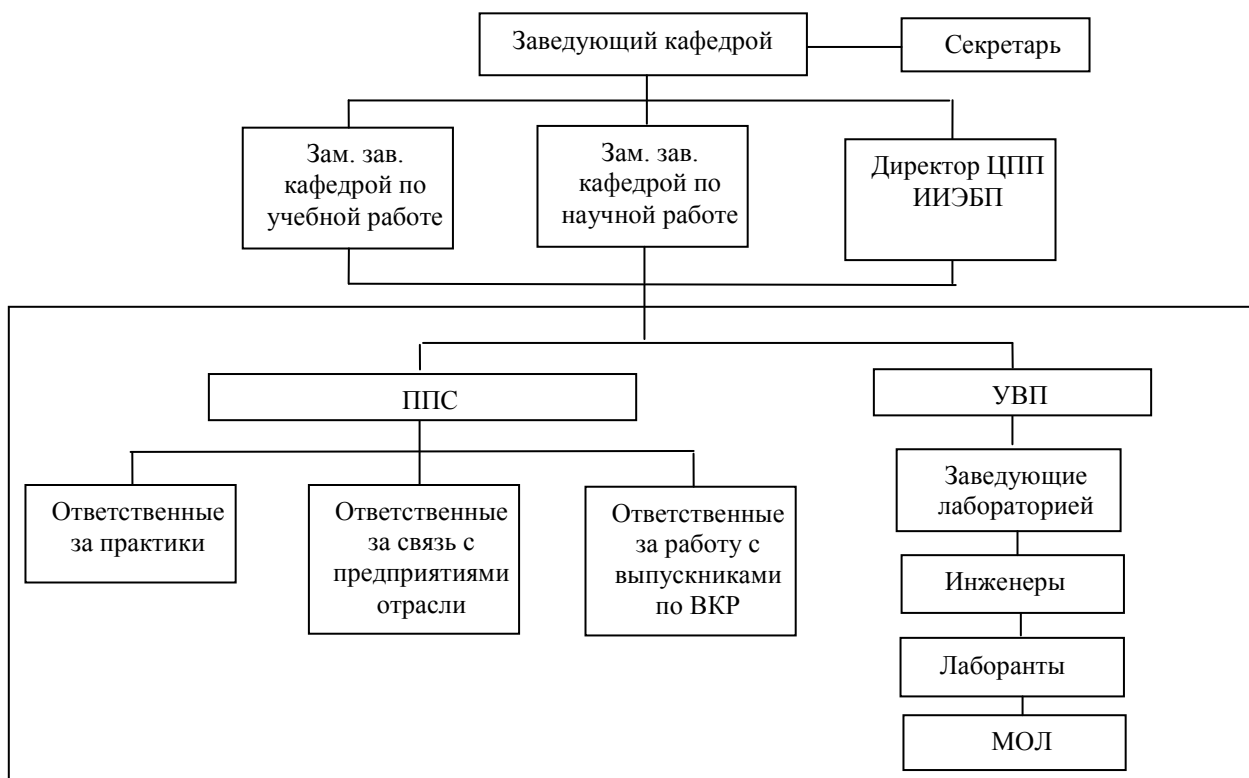 Заведующий кафедрой
Секретарь
Зам. зав.
кафедрой по
учебной работе
Зам. зав.
кафедрой по
научной работе
Директор ЦПП
ИИЭБП
ППС
УВП
Ответственные
за практики
Ответственные
за связь с
предприятиями
отрасли
Ответственные
за работу с
выпускниками
по ВКР
Заведующие
лабораторией
Инженеры
Лаборанты
МОЛ